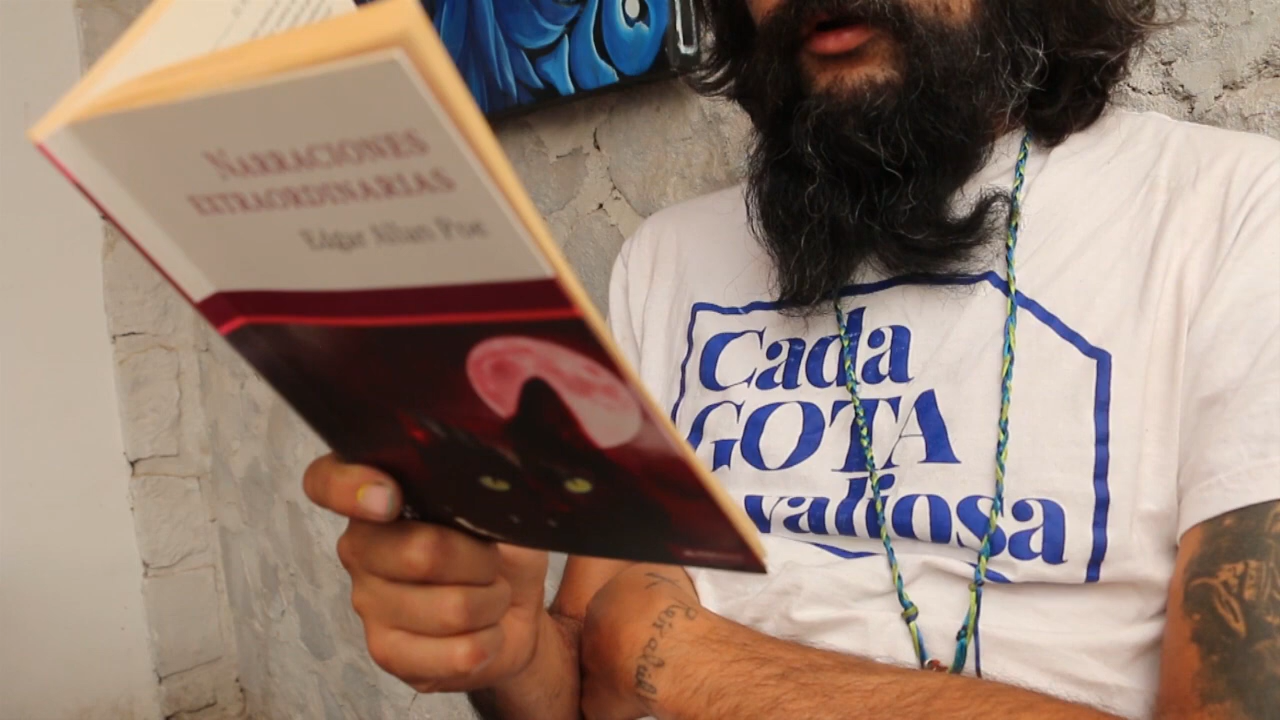 NARRACIONES
EXTRAORDINARIAS
Edgar Allan Poe
Cada
GOTA
valiosa